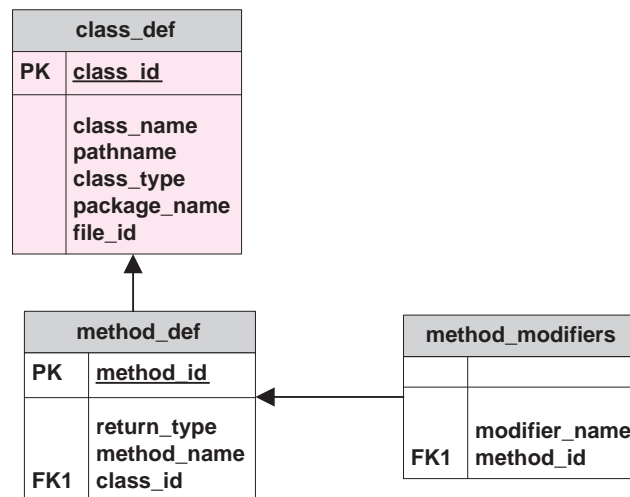 class_def
PK class_id
class_name
pathname
class_type
package_name
file_id
method_def
PK method_id
return_type
method_name
FK1 class_id
method_modifiers
modifier_name
FK1 method_id